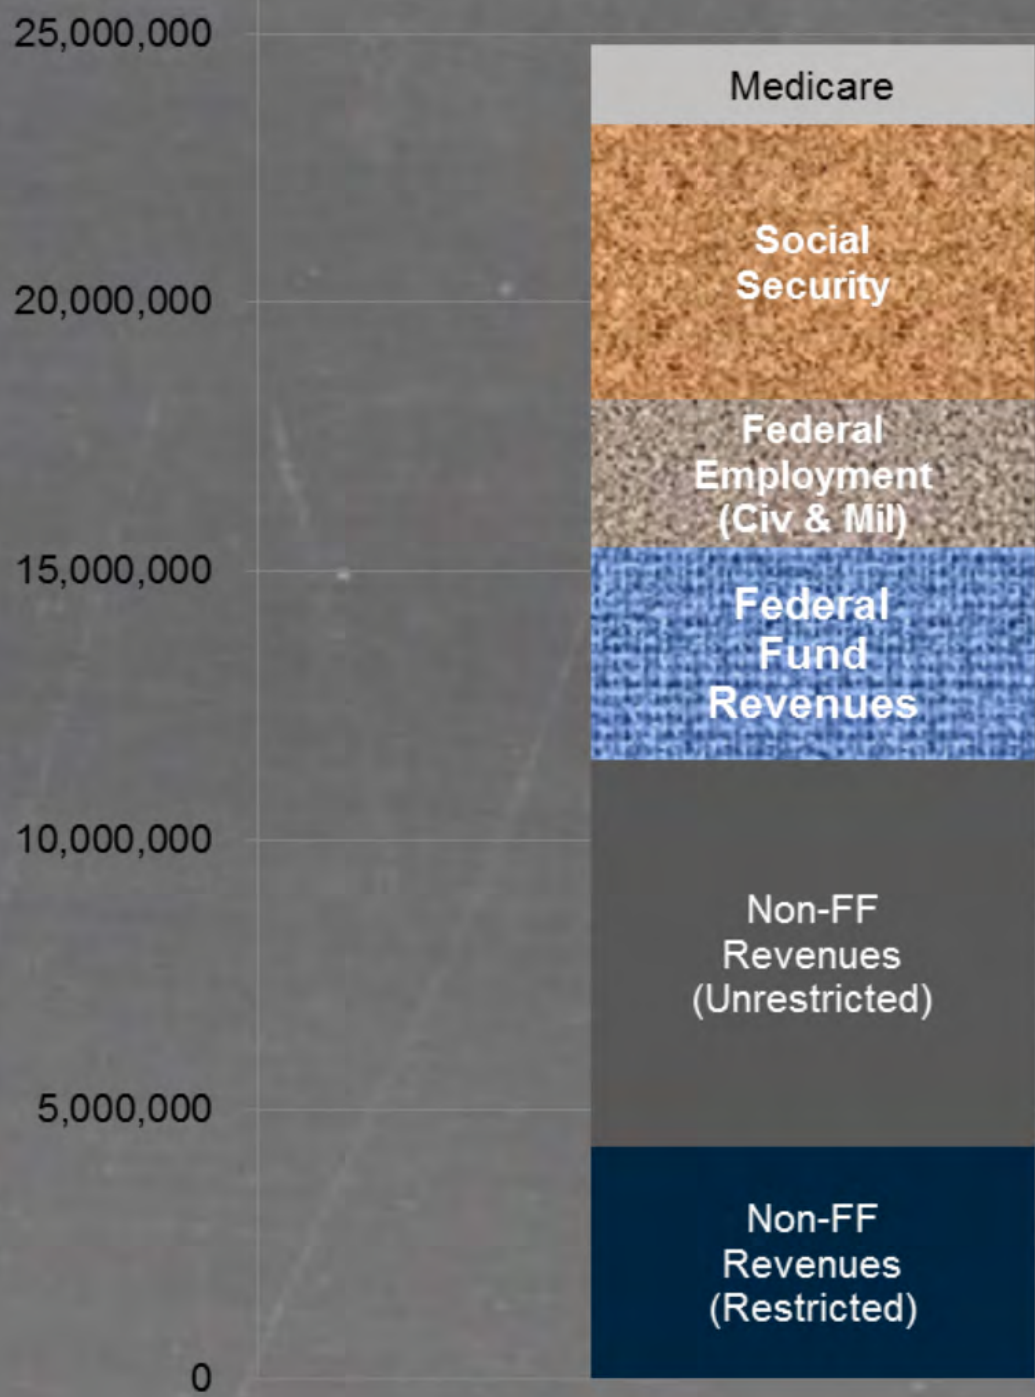 25,000,000
Medicare
Social
Security
20,000,000
Federal
Employment
(Civ & Mil)
15,000,000
Federal
Fund
Revenues
10,000,000
Non-FF
Revenues
(Unrestricted)
5,000,000
Non-FF
Revenues
(Restricted)
0